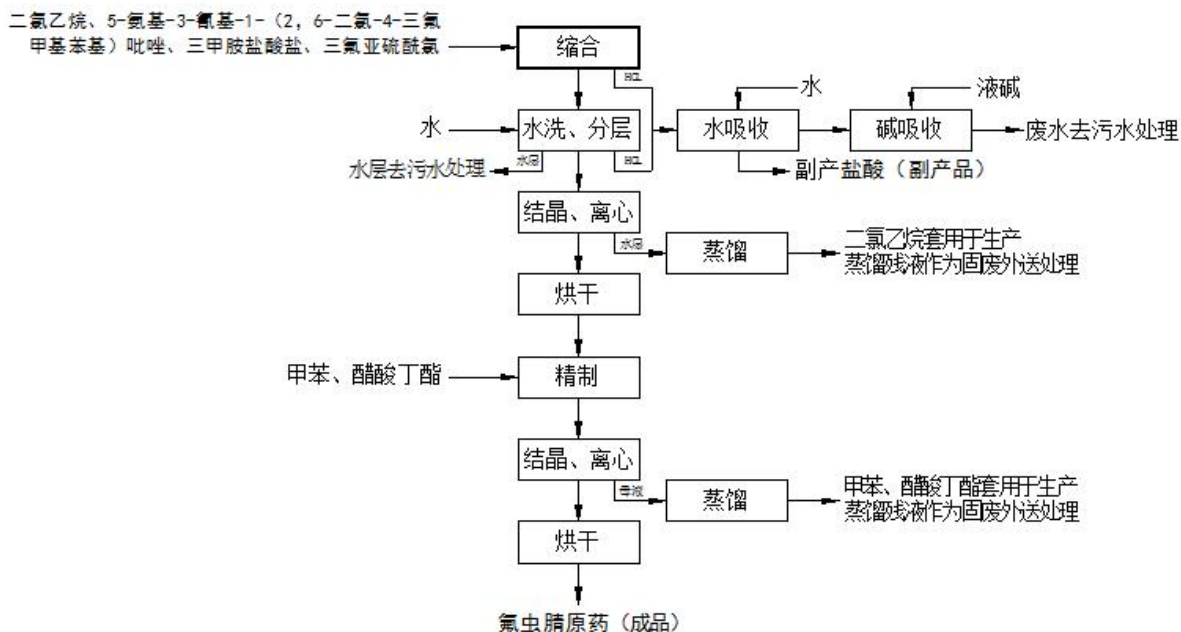 二氯乙烷、5-氨基-3-氰基-1-（2，6-二氯-4-三氟
甲基苯基）吡唑、三甲胺盐酸盐、三氟亚硫酰氯
缩合
HCL
水
水洗、分层
水吸收
水
碱吸收
液碱
废水去污水处理
水层
HCL
水层去污水处理
副产盐酸（副产品）
结晶、离心
水层
蒸馏
二氯乙烷套用于生产
蒸馏残液作为固废外送处理
烘干
甲苯、醋酸丁酯
精制
结晶、离心
母液
蒸馏
甲苯、醋酸丁酯套用于生产
蒸馏残液作为固废外送处理
烘干
氟虫腈原药（成品）